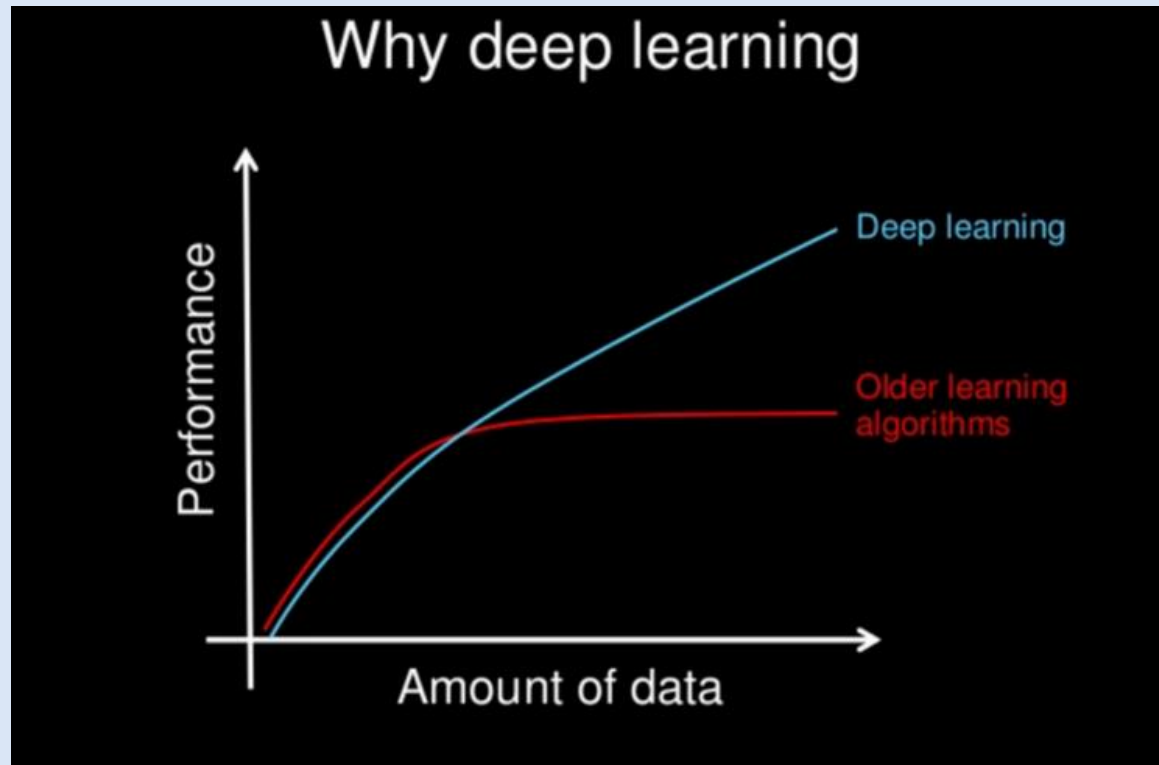 Why deep learning
Performance
Deep learning
Older learning
algorithms
Amount of data